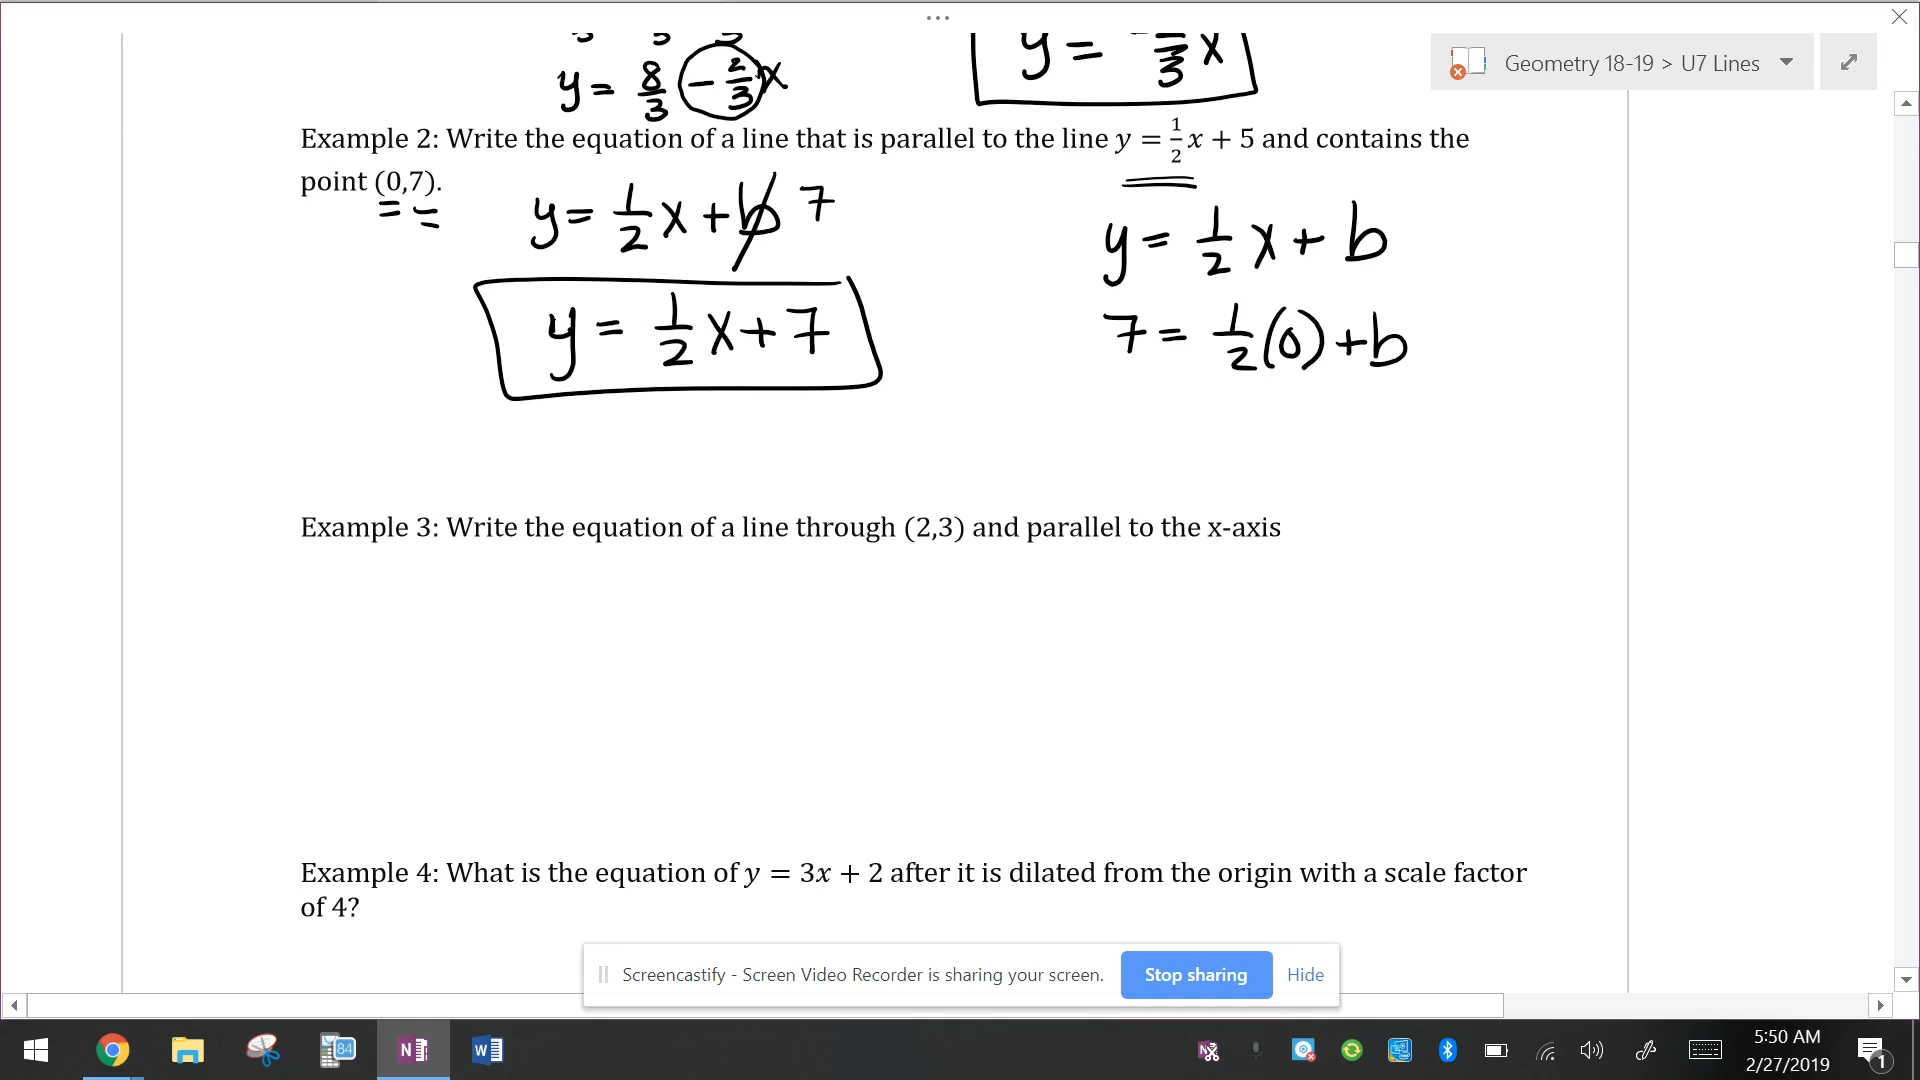 y = 8/3 - 2/3 x
y = -2/3 x
Geometry 18-19 > U7 Lines
Example 2: Write the equation of a line that is parallel to the line y = 1/2 x + 5 and contains the
point (0,7).
y = 1/2 x + b 7
y = 1/2 x + b
y = 1/2 x + 7
7 = 1/2 (0) + b
Example 3: Write the equation of a line through (2,3) and parallel to the x-axis
Example 4: What is the equation of y = 3x + 2 after it is dilated from the origin with a scale factor
of 4?
Screencastify - Screen Video Recorder is sharing your screen.
Stop sharing
Hide
84
N
W
5:50 AM
2/27/2019
1